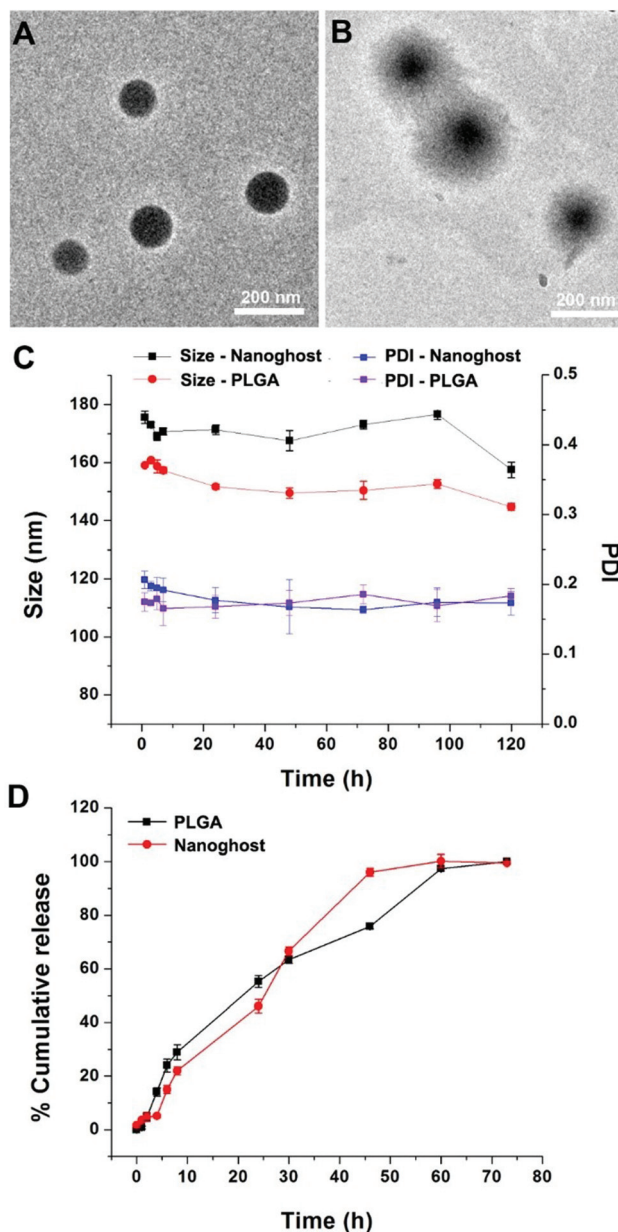 A
B
200 nm
200 nm
C
Size - Nanoghost
PDI - Nanoghost
Size - PLGA
PDI - PLGA
180
160
140
120
100
80
0.5
0.4
0.3
0.2
0.1
0.0
Size (nm)
PDI
0 20 40 60 80 100 120
Time (h)
D
PLGA
Nanoghost
120
100
80
60
40
20
0
% Cumulative release
0 10 20 30 40 50 60 70 80
Time (h)